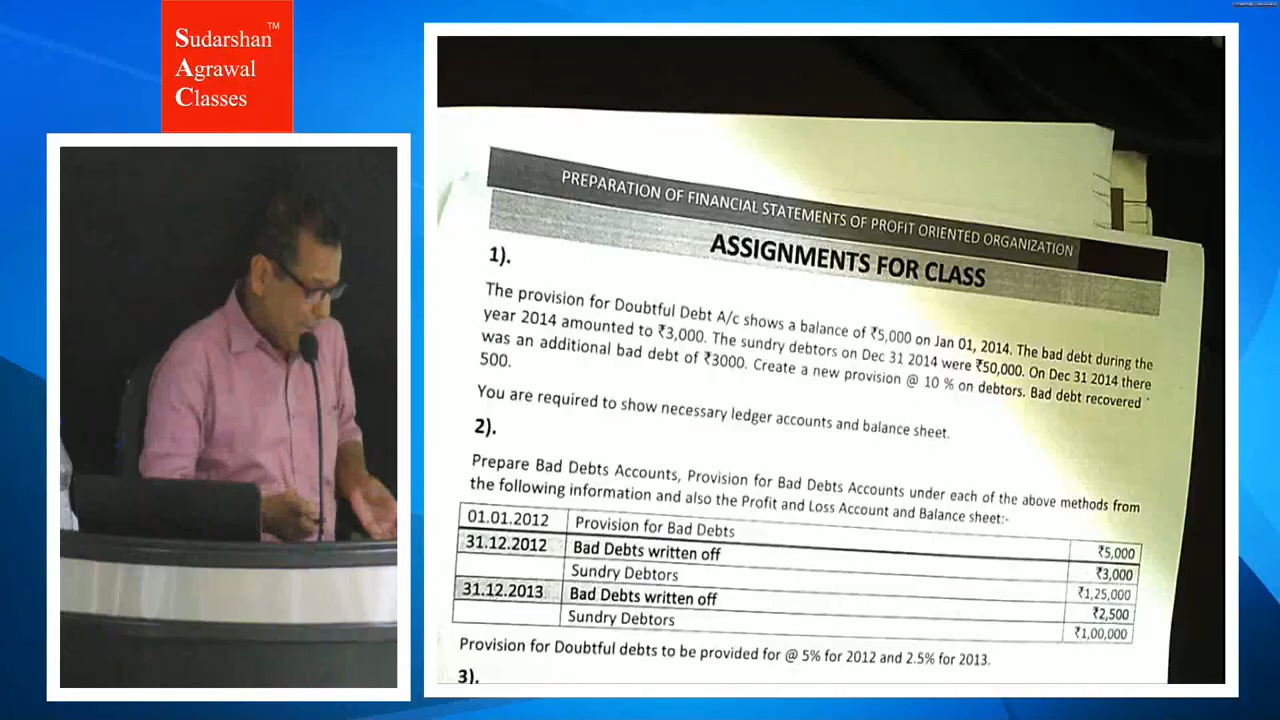 Sudarshan™
Agrawal
Classes
PREPARATION OF FINANCIAL STATEMENTS OF PROFIT ORIENTED ORGANIZATION
ASSIGNMENTS FOR CLASS
1).
The provision for Doubtful Debt A/c shows a balance of ₹5,000 on Jan 01, 2014. The bad debt during the
year 2014 amounted to ₹3,000. The sundry debtors on Dec 31 2014 were ₹50,000. On Dec 31 2014 there
was an additional bad debt of ₹3000. Create a new provision @ 10 % on debtors. Bad debt recovered `
500.
You are required to show necessary ledger accounts and balance sheet.
2).
Prepare Bad Debts Accounts, Provision for Bad Debts Accounts under each of the above methods from
the following information and also the Profit and Loss Account and Balance sheet:-
01.01.2012 Provision for Bad Debts ₹5,000
31.12.2012 Bad Debts written off ₹3,000
Sundry Debtors ₹1,25,000
31.12.2013 Bad Debts written off ₹2,500
Sundry Debtors ₹1,00,000
Provision for Doubtful debts to be provided for @ 5% for 2012 and 2.5% for 2013.
3).